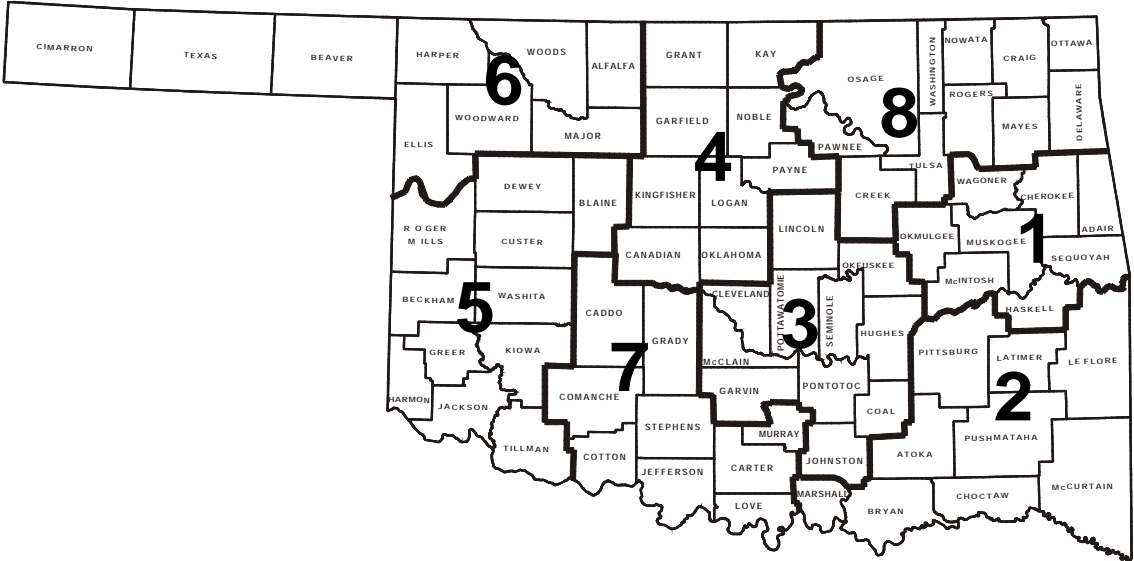 CIMARRON
TEXAS
BEAVER
HARPER
6
WOODS
ALFALFA
GRANT
KAY
OSAGE
WASHINGTON
NOWATA
CRAIG
OTTAWA
ELLIS
WOODWARD
MAJOR
GARFIELD
NOBLE
8
ROGERS
MAYES
DELAWARE
PAWNEE
4
PAYNE
TULSA
DEWEY
BLAINE
KINGFISHER
LOGAN
CREEK
WAGONER
CHEROKEE
ADAIR
ROGER
MILLS
CUSTER
CANADIAN
OKLAHOMA
LINCOLN
OKMULGEE
MUSKOGEE
1
SEQUOYAH
OKFUSKEE
McINTOSH
BECKHAM
5
WASHITA
CADDO
CLEVELAND
POTTAWATOMIE
3
SEMINOLE
HUGHES
HASKELL
GREER
KIOWA
7
GRADY
McCLAIN
PITTSBURG
LATIMER
LE FLORE
HARMON
JACKSON
COMANCHE
GARVIN
PONTOTOC
COAL
2
TILLMAN
COTTON
STEPHENS
MURRAY
JOHNSTON
ATOKA
PUSHMATAHA
JEFFERSON
CARTER
LOVE
MARSHALL
BRYAN
CHOCTAW
McCURTAIN